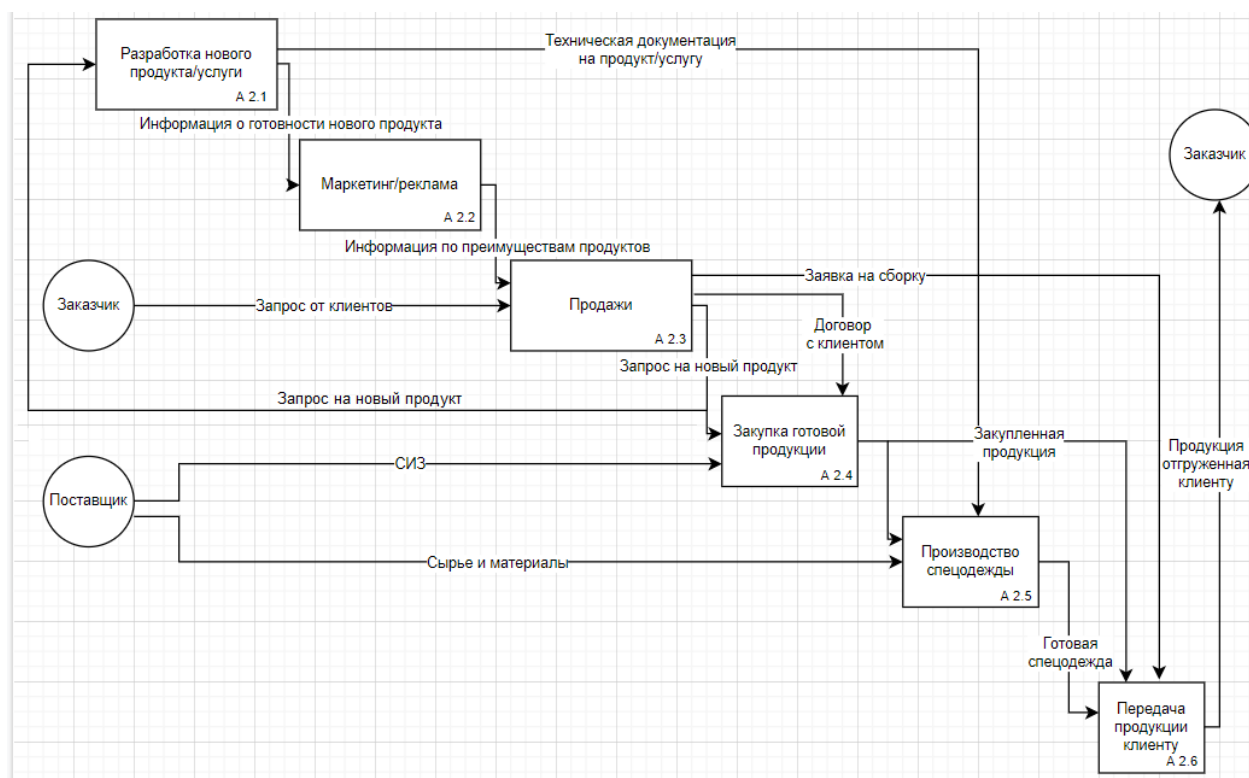 Разработка нового
продукта/услуги
А 2.1
Техническая документация
на продукт/услугу
Информация о готовности нового продукта
Маркетинг/реклама
А 2.2
Заказчик
Информация по преимуществам продуктов
Заказчик
Запрос от клиентов
Продажи
А 2.3
Заявка на сборку
Договор
с клиентом
Запрос на новый продукт
Запрос на новый продукт
Закупка готовой
продукции
А 2.4
Закупленная
продукция
Продукция
отгруженная
клиенту
Поставщик
СИЗ
Сырье и материалы
Производство
спецодежды
А 2.5
Готовая
спецодежда
Передача
продукции
клиенту
А 2.6